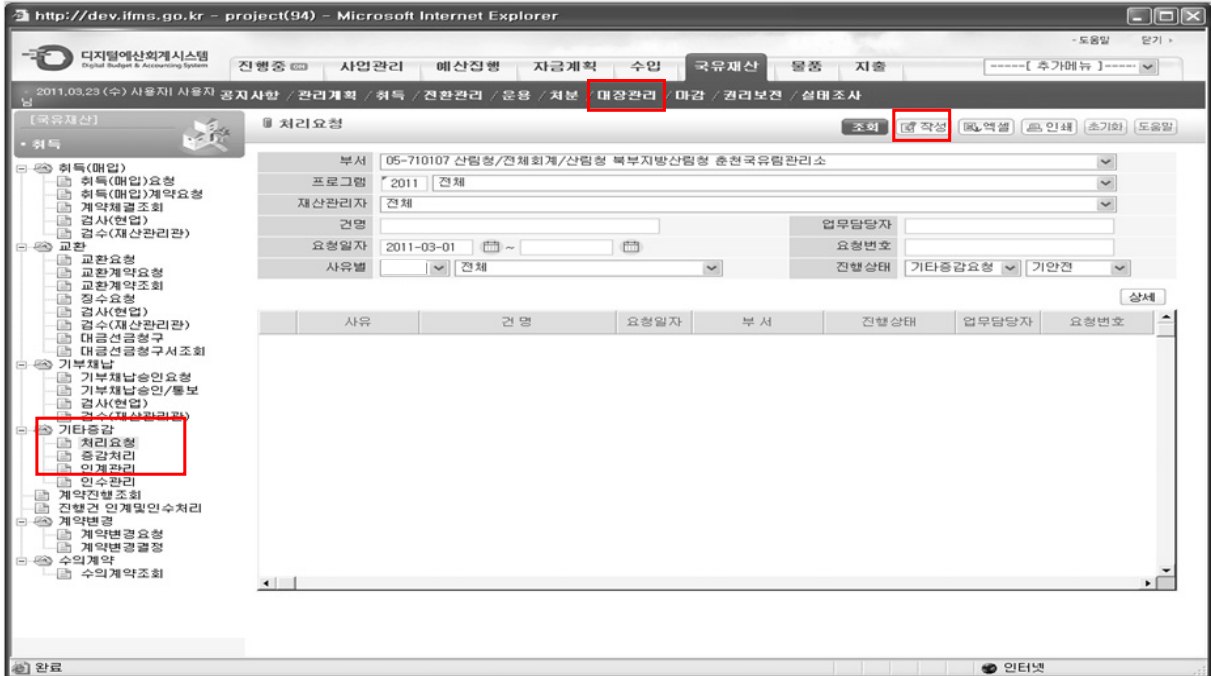 http://dev.ifms.go.kr - project(94) - Microsoft Internet Explorer
- 도움말 닫기
디지털예산회계시스템
Digital Budget & Accounting System
진행중 사업관리 예산집행 자금계획 수입 국유재산 물품 지출 -----[ 추가메뉴 ]-----
2011,03,23 (수) 사용자 사용자님
공지사항 / 관리계획 / 취득 / 전환관리 / 운용 / 처분 / 대장관리 / 마감 / 권리보전 / 실태조사
[국유재산]
• 취득
처리요청
조회 작성 엑셀 인쇄 초기화 도움말
부서 05-710107 산림청/전체회계/산림청 북부지방산림청 춘천국유림관리소
프로그램 2011 전체
재산관리자 전체
건명 업무담당자
요청일자 2011-03-01 ~ 요청번호
사유별 전체 진행상태 기타증감요청 기안전
상세
사유 건 명 요청일자 부 서 진행상태 업무담당자 요청번호
취득(매입)
취득(매입)요청
취득(매입)계약요청
계약체결조회
검사(현업)
검수(재산관리관)
교환
교환요청
교환계약요청
교환계약조회
징수요청
검사(현업)
검수(재산관리관)
대금선금청구
대금선금청구서조회
기부채납
기부채납승인요청
기부채납승인/통보
검사(현업)
검수(재산관리관)
기타증감
처리요청
증감처리
인계관리
인수관리
계약진행조회
진행건 인계및인수처리
계약변경
계약변경요청
계약변경결정
수의계약
수의계약조회
완료
인터넷